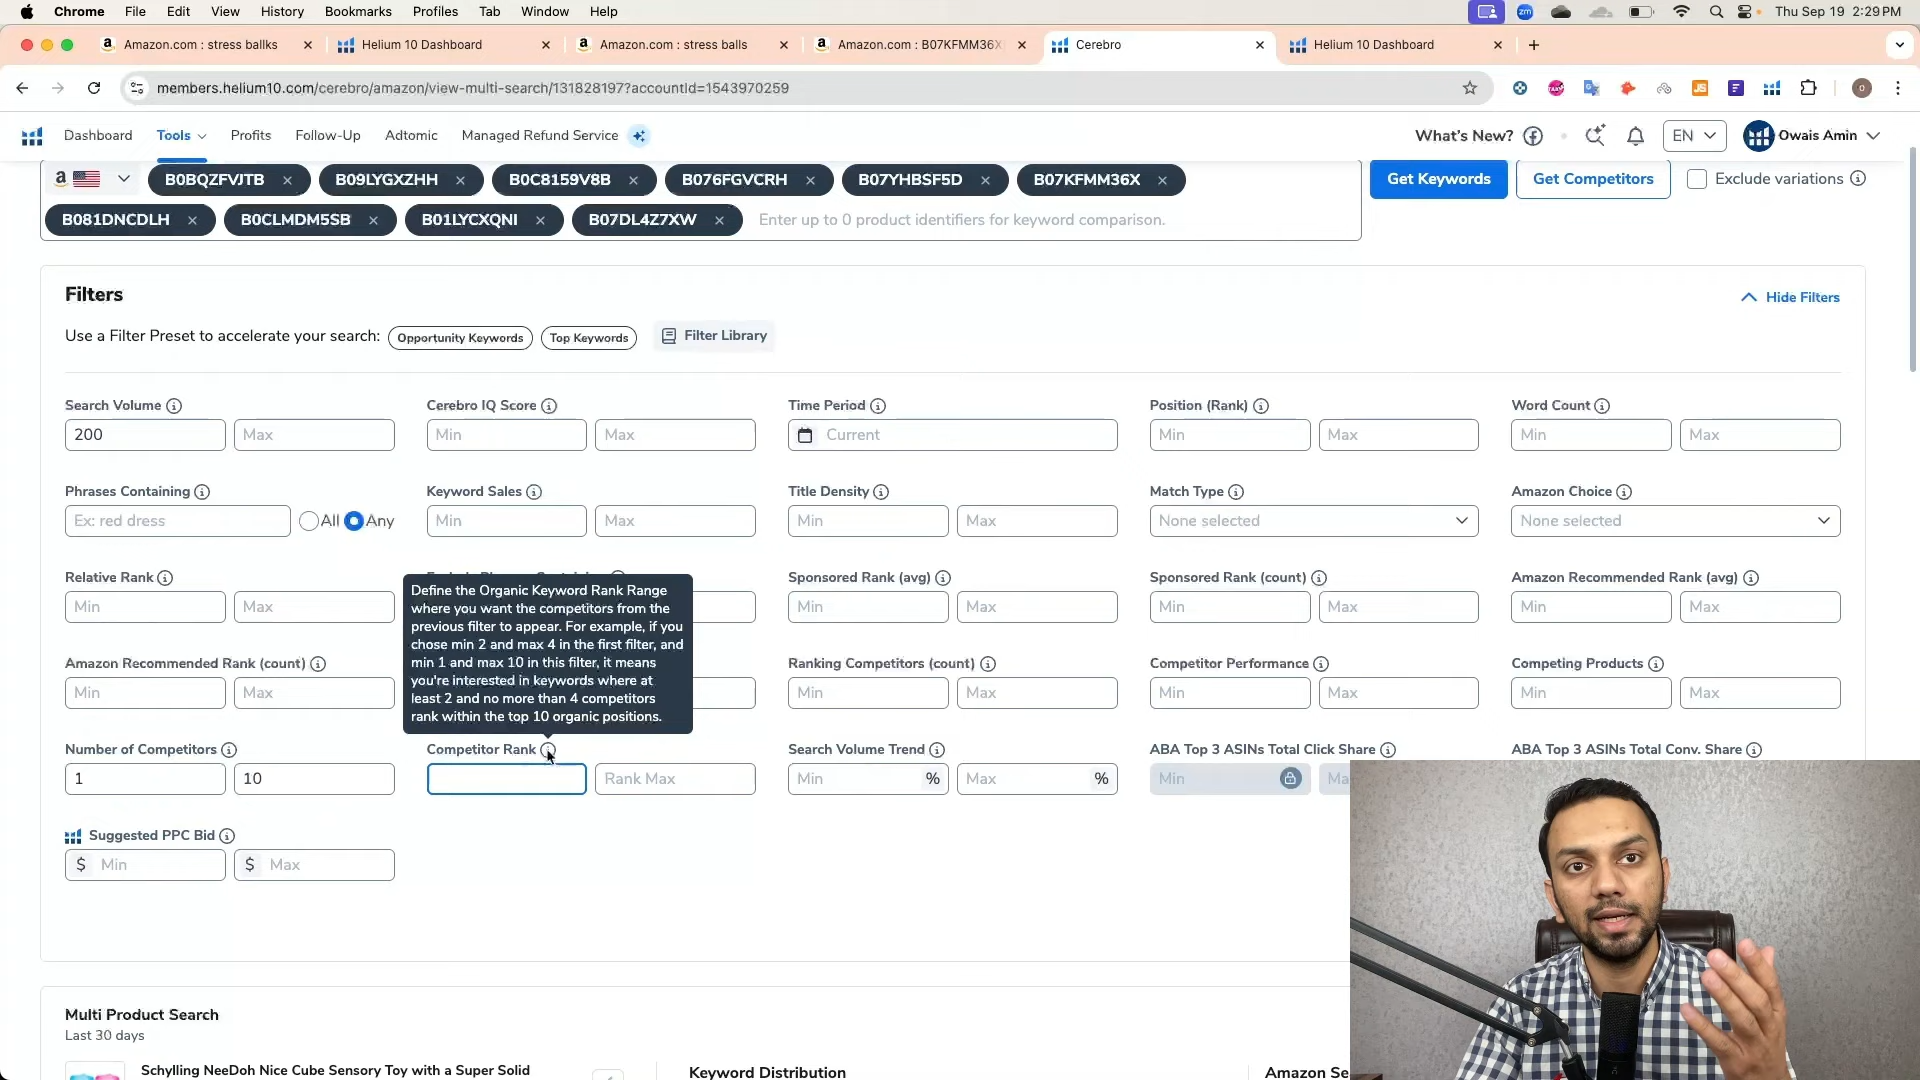 Chrome File Edit View History Bookmarks Profiles Tab Window Help
zm
Thu Sep 19 2:29 PM
Amazon.com : stress ballks
Helium 10 Dashboard
Amazon.com : stress balls
Amazon.com : B07KFMM36X
Cerebro
Helium 10 Dashboard
members.helium10.com/cerebro/amazon/view-multi-search/131828197?accountId=1543970259
Dashboard Tools Profits Follow-Up Adtomic Managed Refund Service
What's New? EN Owais Amin
B0BQZFVJTB B09LYGXZHH B0C8159V8B B076FGVCRH B07YHBSF5D B07KFMM36X
Get Keywords Get Competitors Exclude variations
B081DNCDLH B0CLMDM5SB B01LYCXQNI B07DL4Z7XW Enter up to 0 product identifiers for keyword comparison.
Filters
Hide Filters
Use a Filter Preset to accelerate your search: Opportunity Keywords Top Keywords Filter Library
Search Volume Cerebro IQ Score Time Period Position (Rank) Word Count
200 Max Min Max Current Min Max Min Max
Phrases Containing Keyword Sales Title Density Match Type Amazon Choice
Ex: red dress All Any Min Max Min Max None selected None selected
Relative Rank Sponsored Rank (avg) Sponsored Rank (count) Amazon Recommended Rank (avg)
Min Max Min Max Min Max Min Max
Define the Organic Keyword Rank Range
where you want the competitors from the
previous filter to appear. For example, if you
chose min 2 and max 4 in the first filter, and
min 1 and max 10 in this filter, it means
you're interested in keywords where at
least 2 and no more than 4 competitors
rank within the top 10 organic positions.
Amazon Recommended Rank (count) Ranking Competitors (count) Competitor Performance Competing Products
Min Max Min Max Min Max Min Max
Number of Competitors Competitor Rank Search Volume Trend ABA Top 3 ASINs Total Click Share ABA Top 3 ASINs Total Conv. Share
1 10 Rank Max Min % Max % Min
Suggested PPC Bid
$ Min $ Max
Multi Product Search
Last 30 days
Schylling NeeDoh Nice Cube Sensory Toy with a Super Solid
Keyword Distribution
Amazon Se